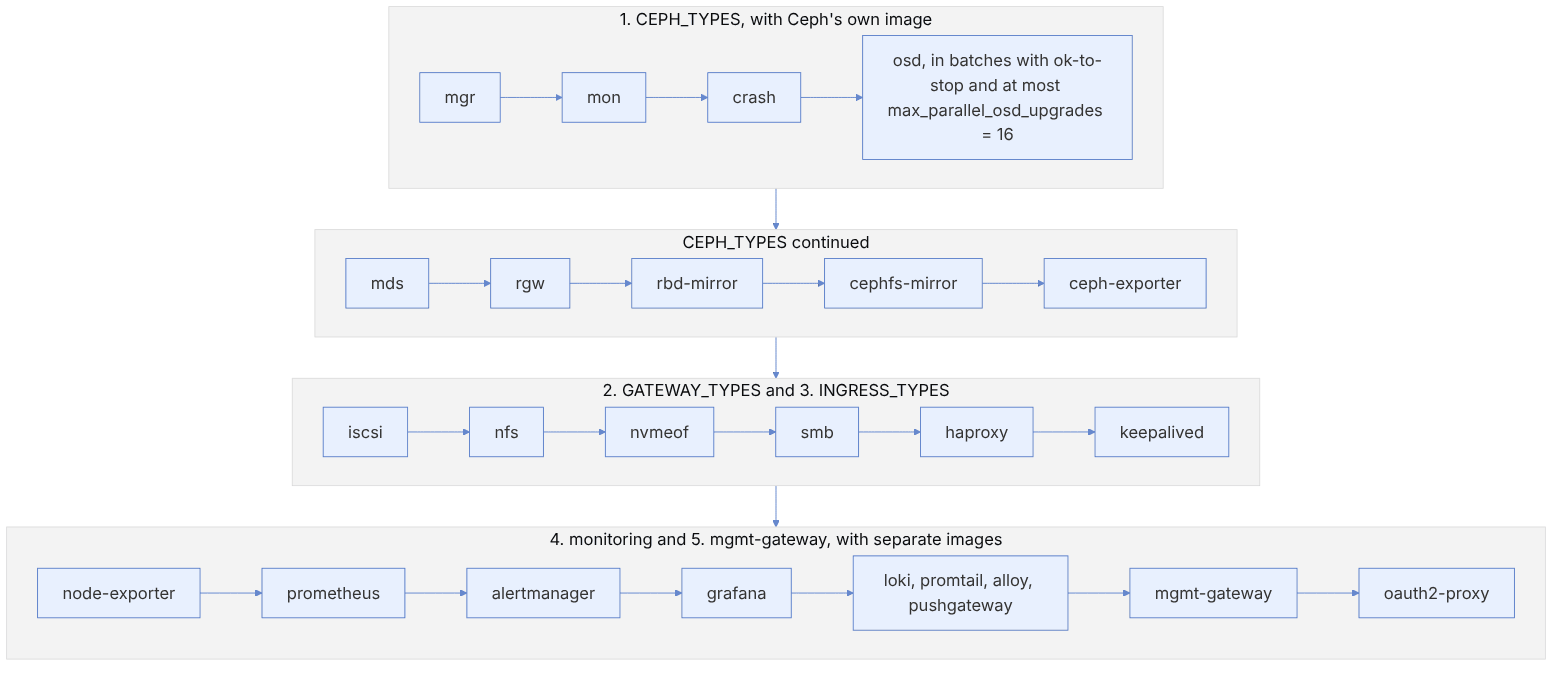 1. CEPH_TYPES, with Ceph's own image
mgr
mon
crash
osd, in batches with ok-to-
stop and at most
max_parallel_osd_upgrades
= 16
CEPH_TYPES continued
mds
rgw
rbd-mirror
cephfs-mirror
ceph-exporter
2. GATEWAY_TYPES and 3. INGRESS_TYPES
iscsi
nfs
nvmeof
smb
haproxy
keepalived
4. monitoring and 5. mgmt-gateway, with separate images
node-exporter
prometheus
alertmanager
grafana
loki, promtail, alloy,
pushgateway
mgmt-gateway
oauth2-proxy